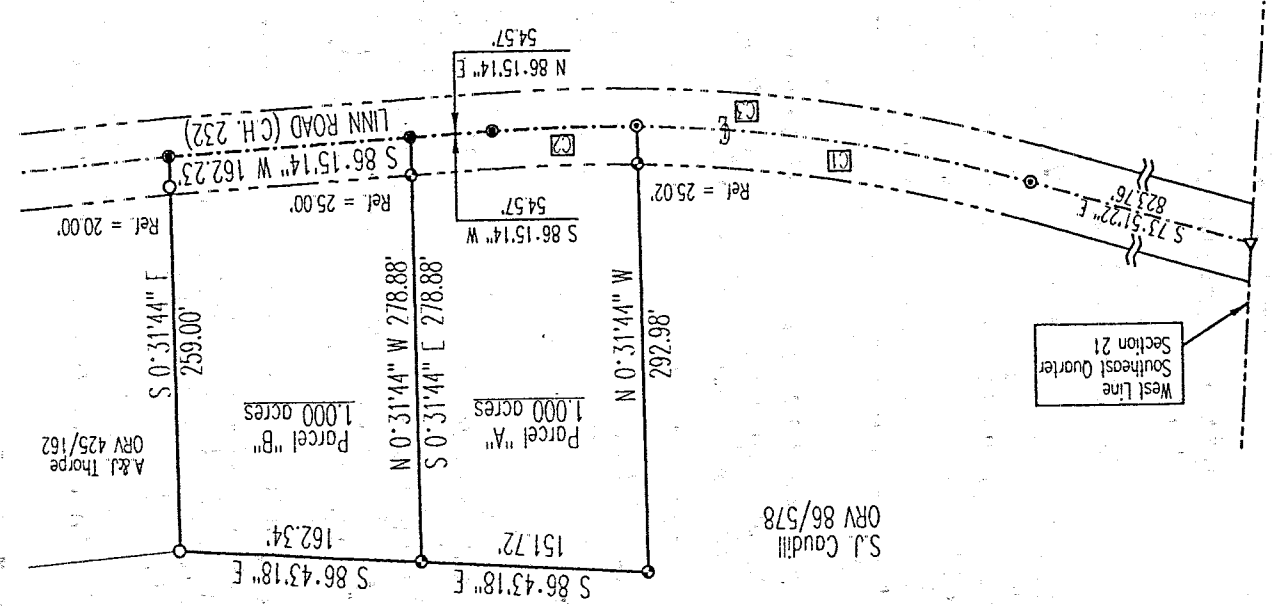 S.J. Caudill
ORV 86/578
S 86°43'18" E
151.72'
S 86°43'18" E
162.34'
A.&J. Thorpe
ORV 425/162
Parcel "A"
1.000 acres
Parcel "B"
1.000 acres
N 0°31'44" W
292.98'
S 0°31'44" E 278.88'
N 0°31'44" W 278.88'
S 0°31'44" E
259.00'
West Line
Southeast Quarter
Section 21
S 73°51'22" E
823.76'
Ref. = 25.02'
S 86°15'14" W
54.57'
Ref. = 25.00'
Ref. = 20.00'
C1
C2
C3
S 86°15'14" W 162.23'
LINN ROAD (C.H. 232)
N 86°15'14" E
54.57'